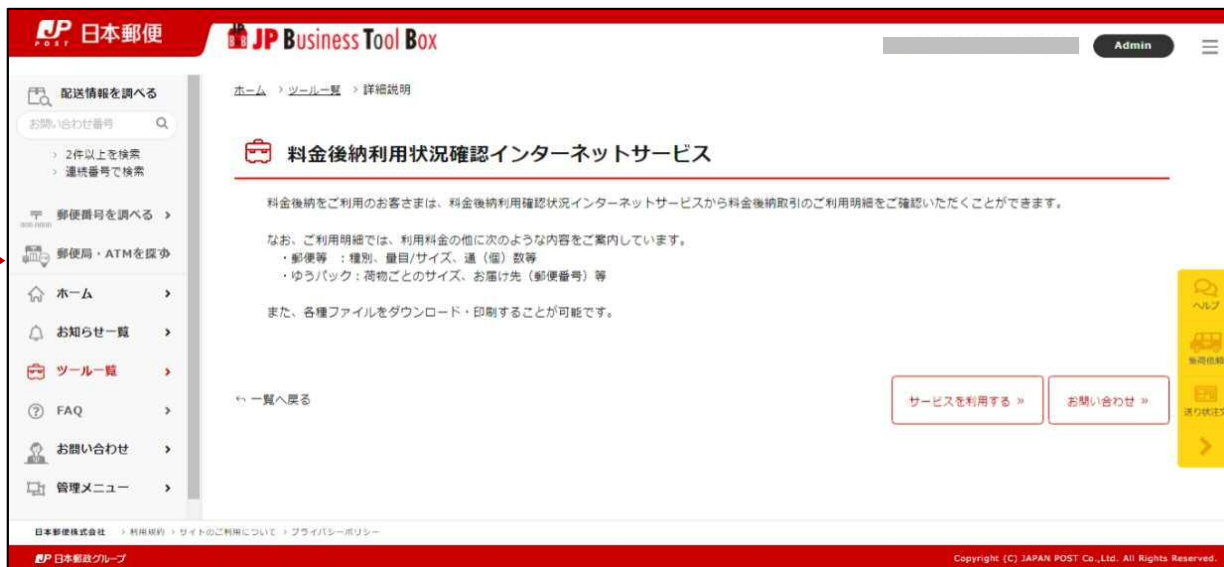 JP POST 日本郵便
JP Business Tool Box
Admin
配送情報を調べる
お問い合わせ番号
› 2件以上を検索
› 連続番号で検索
郵便番号を調べる ›
郵便局・ATMを探す
ホーム ›
お知らせ一覧 ›
ツール一覧 ›
FAQ ›
お問い合わせ ›
管理メニュー ›
ホーム › ツール一覧 › 詳細説明
料金後納利用状況確認インターネットサービス
料金後納をご利用のお客さまは、料金後納利用確認状況インターネットサービスから料金後納取引のご利用明細をご確認いただくことができます。
なお、ご利用明細では、利用料金の他に次のような内容をご案内しています。
・郵便等 ：種別、量目/サイズ、通（個）数等
・ゆうパック：荷物ごとのサイズ、お届け先（郵便番号）等
また、各種ファイルをダウンロード・印刷することが可能です。
一覧へ戻る
サービスを利用する »
お問い合わせ »
ヘルプ
集荷依頼
送り状注文
日本郵便株式会社 › 利用規約 › サイトのご利用について › プライバシーポリシー
JP 日本郵政グループ
Copyright (C) JAPAN POST Co.,Ltd. All Rights Reserved.